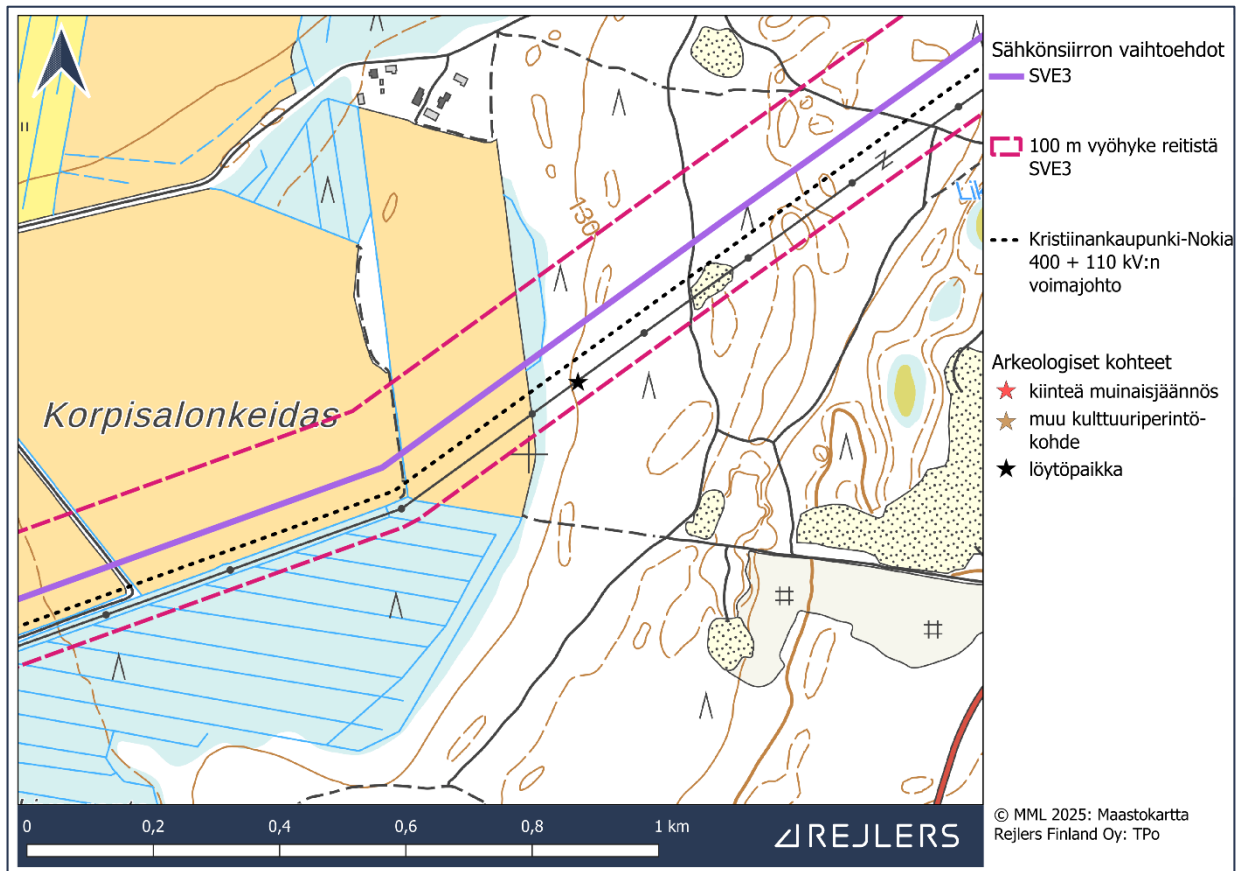 Sähkönsiirron vaihtoehdot
SVE3
100 m vyöhyke reitistä
SVE3
Kristiinankaupunki-Nokia
400 + 110 kV:n
voimajohto
Arkeologiset kohteet
kiinteä muinaisjäännös
muu kulttuuriperintö-
kohde
löytöpaikka
130
Korpisalonkeidas
0 0,2 0,4 0,6 0,8 1 km
REJLERS
© MML 2025: Maastokartta
Rejlers Finland Oy: TPo